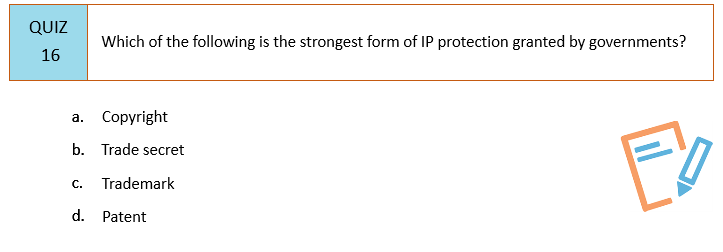 QUIZ
16
Which of the following is the strongest form of IP protection granted by governments?
a. Copyright
b. Trade secret
c. Trademark
d. Patent